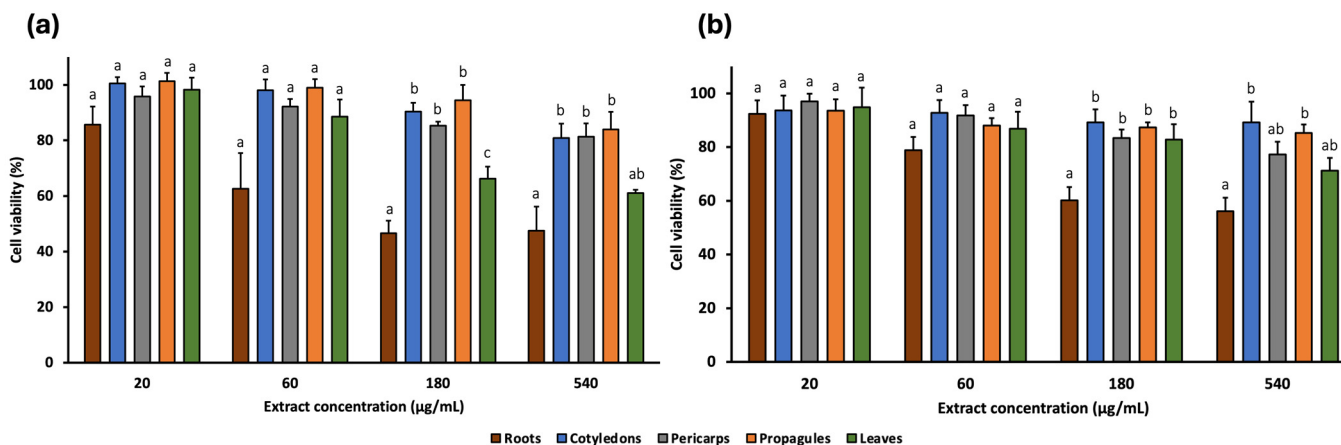 (a)
a a a a a
a a a a a
a b b b c
a b b b ab
100
80
60
40
20
0
Cell viability (%)
20 60 180 540
Extract concentration (µg/mL)
(b)
a a a a a
a a a a a
a b b b b
a b ab b ab
100
80
60
40
20
0
Cell viability (%)
20 60 180 540
Extract concentration (µg/mL)
Roots Cotyledons Pericarps Propagules Leaves